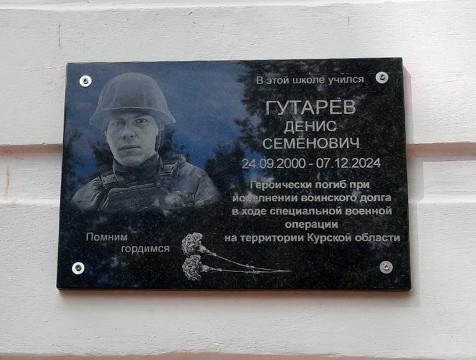 В этой школе учился
ГУТАРЕВ
ДЕНИС
СЕМЕНОВИЧ
24.09.2000 - 07.12.2024
Героически погиб при
исполнении воинского долга
в ходе специальной военной
операции
на территории Курской области
Помним
гордимся